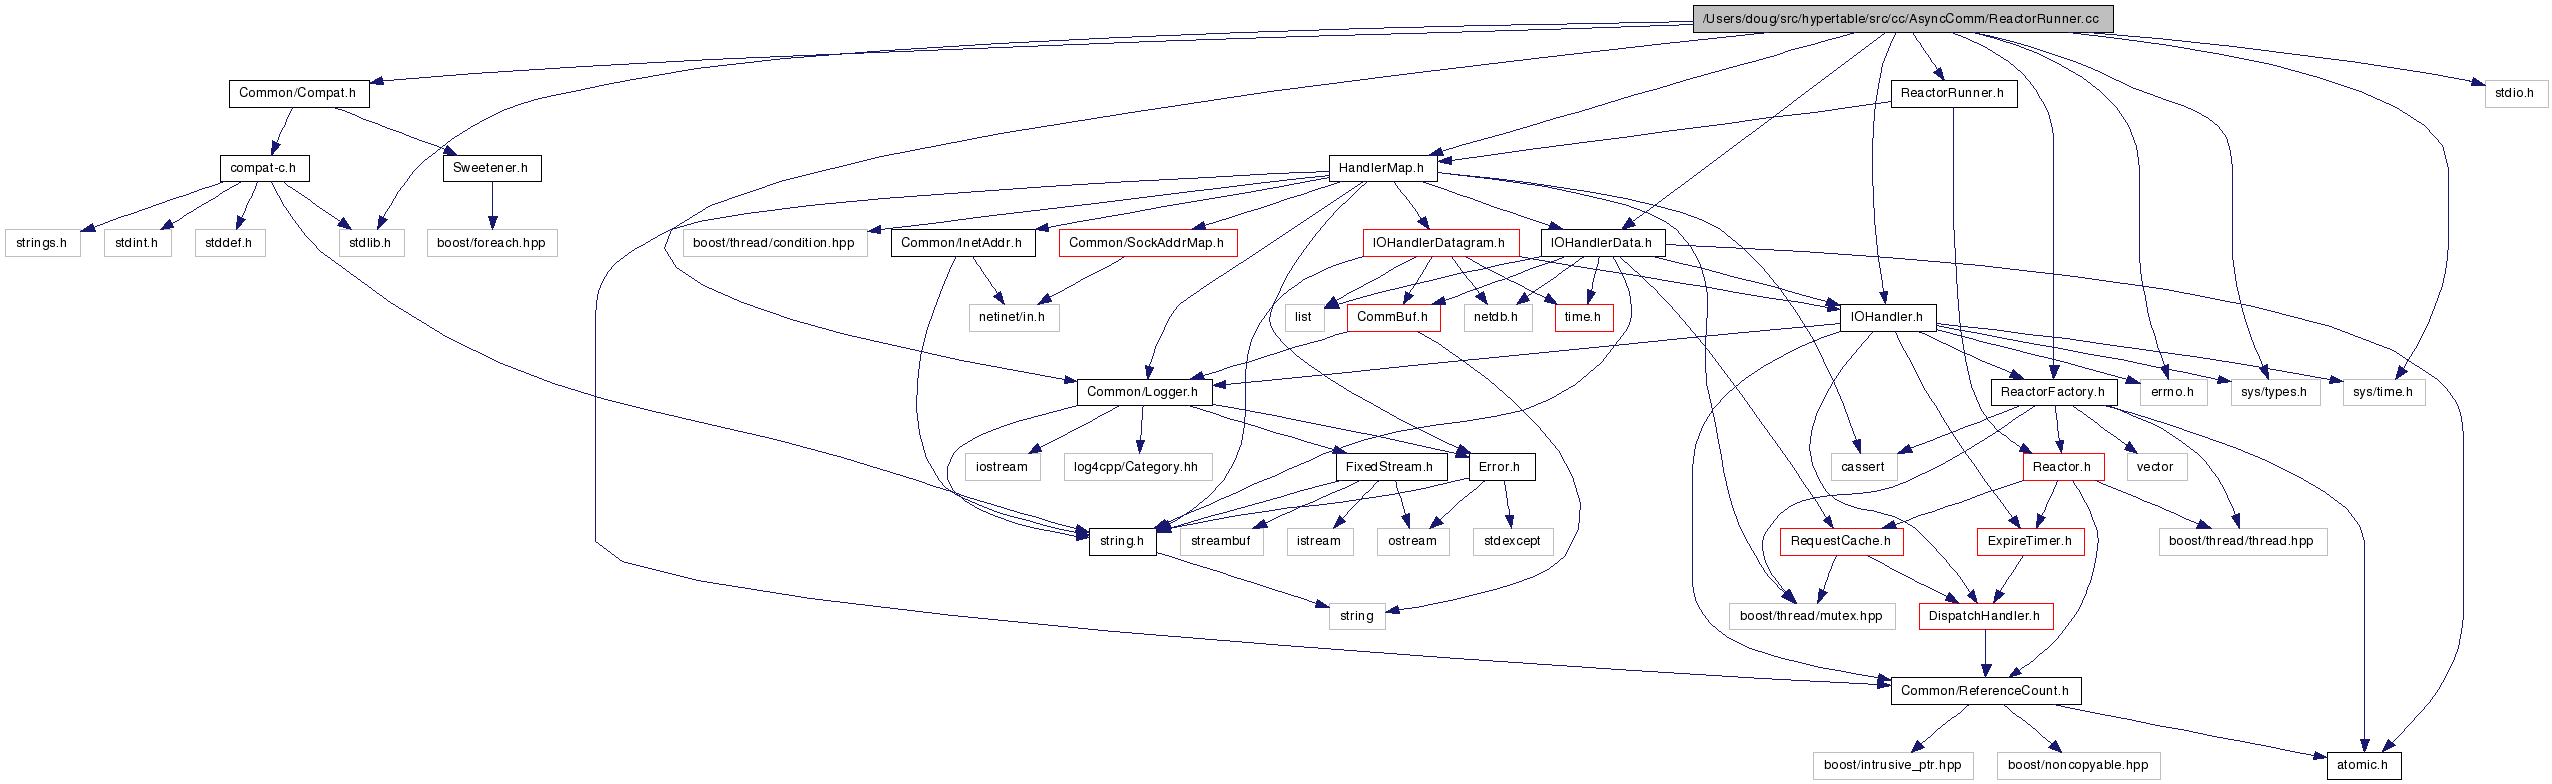 /Users/doug/src/hypertable/src/cc/AsyncComm/ReactorRunner.cc
Common/Compat.h
ReactorRunner.h
stdio.h
compat-c.h
Sweetener.h
HandlerMap.h
strings.h
stdint.h
stddef.h
stdlib.h
boost/foreach.hpp
boost/thread/condition.hpp
Common/InetAddr.h
Common/SockAddrMap.h
IOHandlerDatagram.h
IOHandlerData.h
netinet/in.h
list
CommBuf.h
netdb.h
time.h
IOHandler.h
Common/Logger.h
ReactorFactory.h
errno.h
sys/types.h
sys/time.h
iostream
log4cpp/Category.hh
FixedStream.h
Error.h
cassert
Reactor.h
vector
string.h
streambuf
istream
ostream
stdexcept
RequestCache.h
ExpireTimer.h
boost/thread/thread.hpp
string
boost/thread/mutex.hpp
DispatchHandler.h
Common/ReferenceCount.h
boost/intrusive_ptr.hpp
boost/noncopyable.hpp
atomic.h